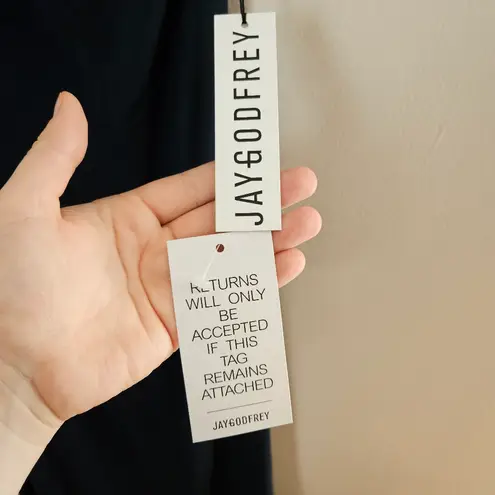 JAYGODFREY
RETURNS
WILL ONLY
BE
ACCEPTED
IF THIS
TAG
REMAINS
ATTACHED
JAYGODFREY